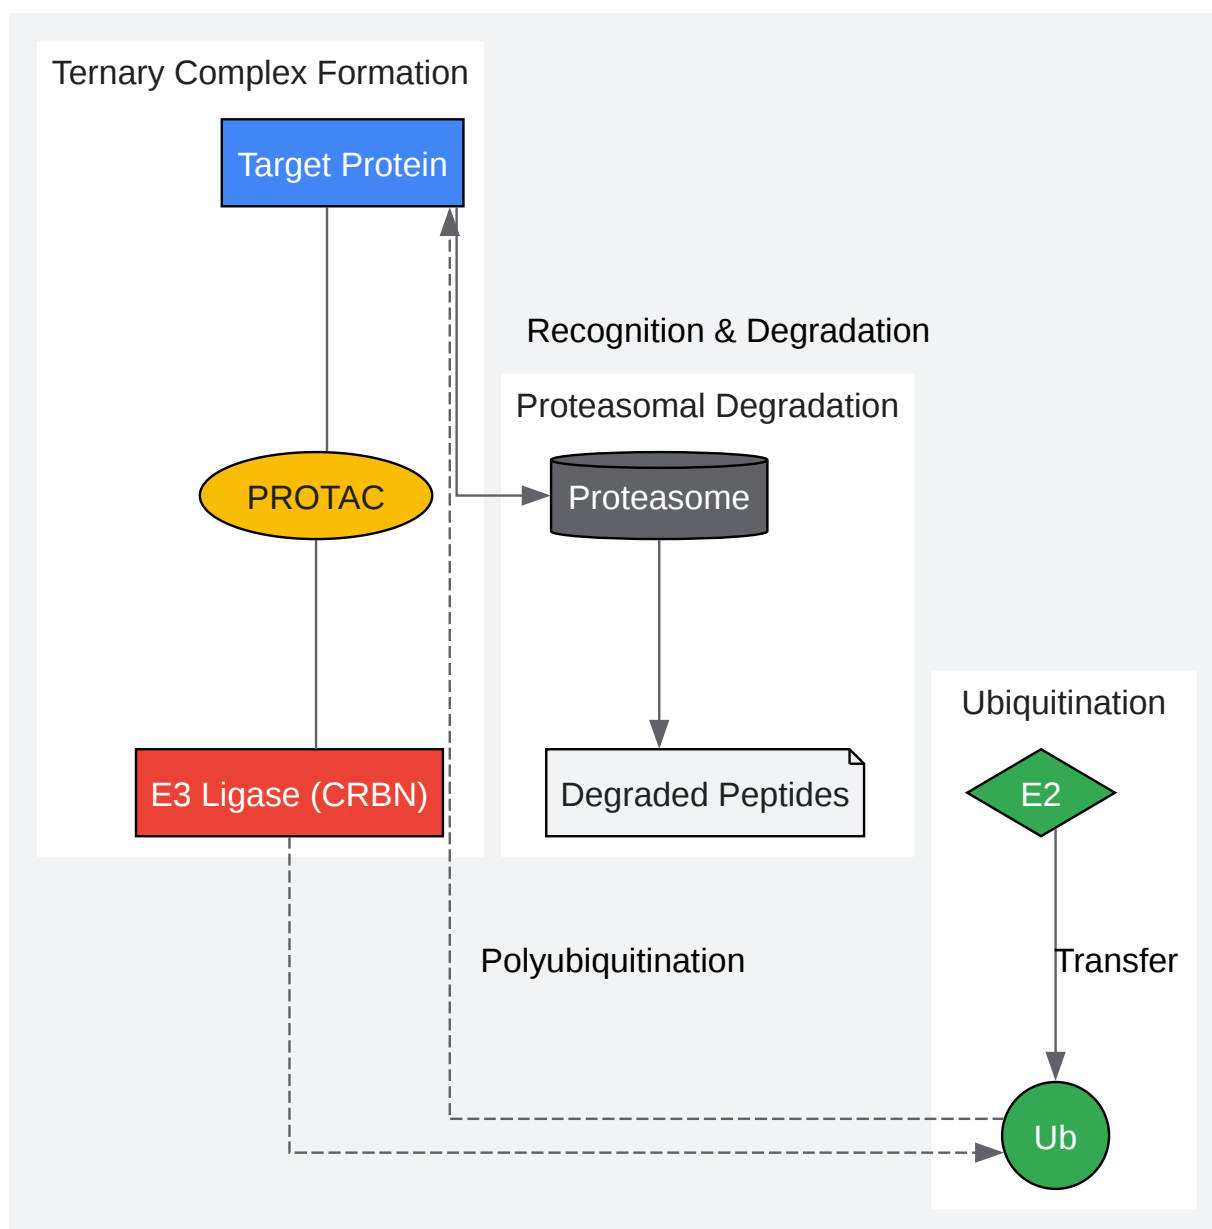 Ternary Complex Formation
Target Protein
Recognition & Degradation
Proteasomal Degradation
PROTAC
Proteasome
Ubiquitination
E3 Ligase (CRBN)
Degraded Peptides
E2
Polyubiquitination
Transfer
Ub